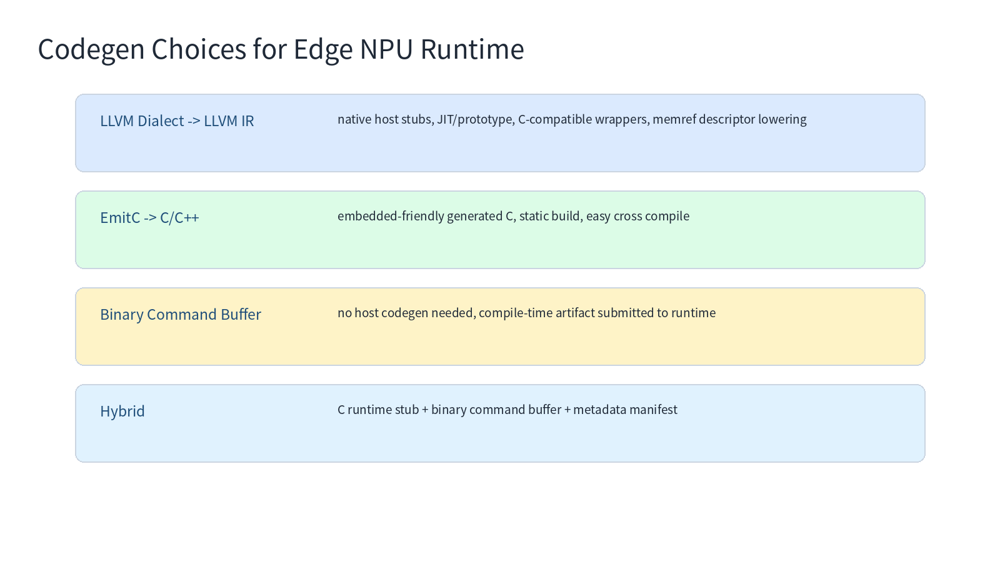 Codegen Choices for Edge NPU Runtime
LLVM Dialect -> LLVM IR
native host stubs, JIT/prototype, C-compatible wrappers, memref descriptor lowering
EmitC -> C/C++
embedded-friendly generated C, static build, easy cross compile
Binary Command Buffer
no host codegen needed, compile-time artifact submitted to runtime
Hybrid
C runtime stub + binary command buffer + metadata manifest